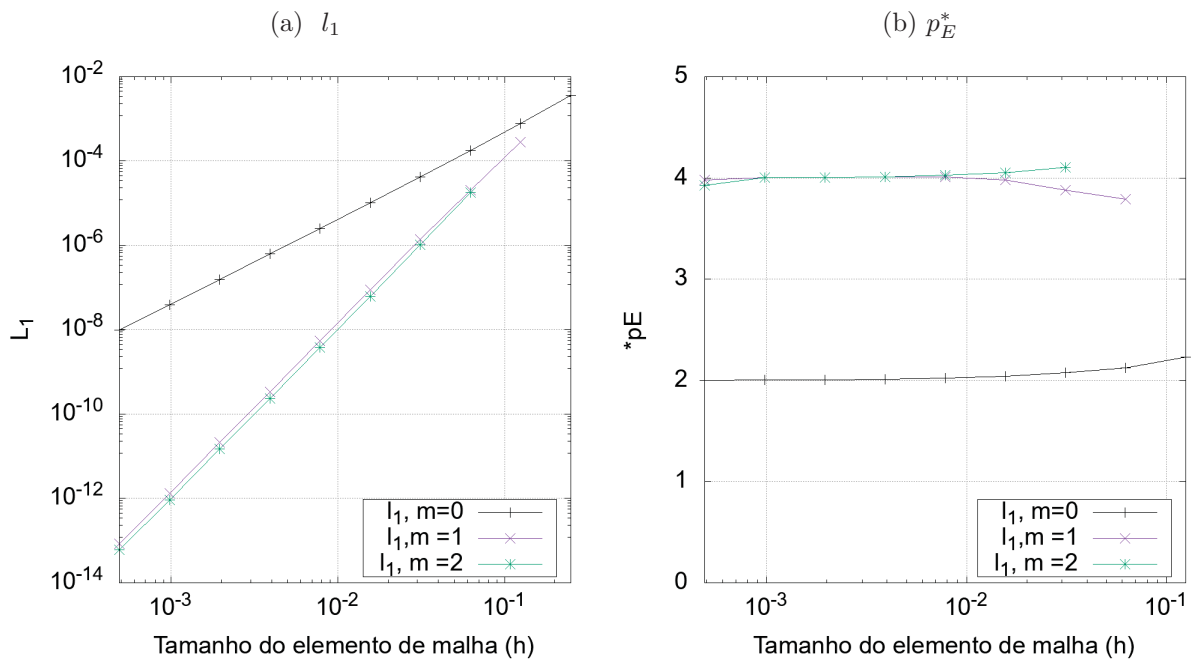 (a) l₁
10⁻²
10⁻⁴
10⁻⁶
10⁻⁸
10⁻¹⁰
10⁻¹²
10⁻¹⁴
L₁
l₁, m=0
l₁,m =1
l₁, m =2
10⁻³
10⁻²
10⁻¹
Tamanho do elemento de malha (h)
(b) p*_E
5
4
3
2
1
0
*pE
l₁, m=0
l₁,m =1
l₁, m =2
10⁻³
10⁻²
10⁻¹
Tamanho do elemento de malha (h)